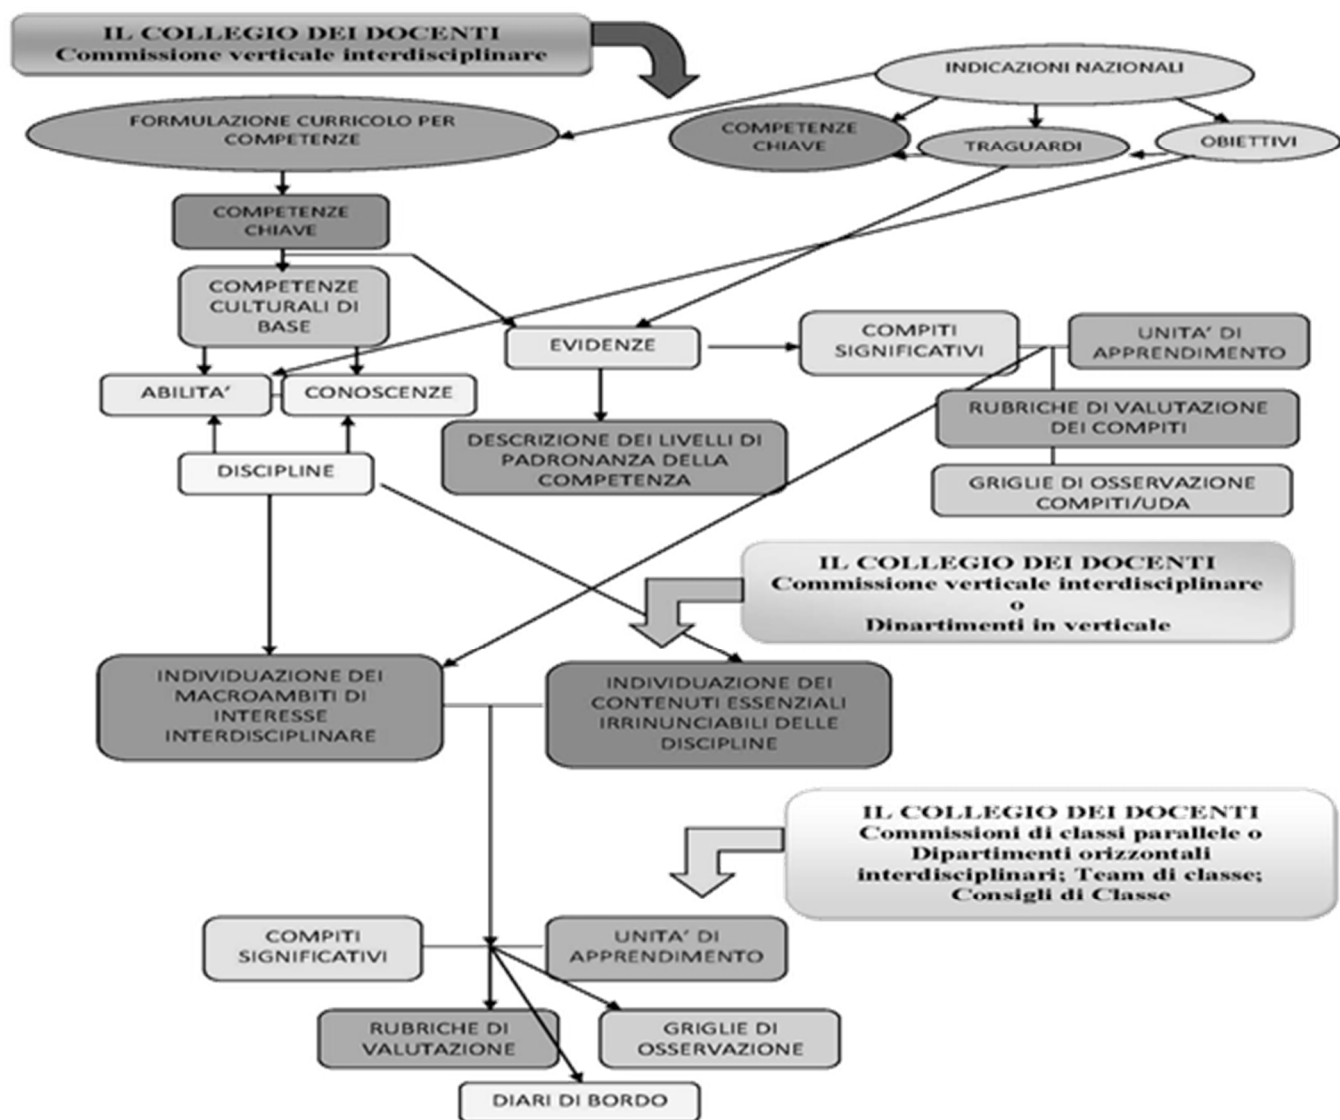 IL COLLEGIO DEI DOCENTI
Commissione verticale interdisciplinare
INDICAZIONI NAZIONALI
FORMULAZIONE CURRICOLO PER
COMPETENZE
COMPETENZE
CHIAVE
TRAGUARDI
OBIETTIVI
COMPETENZE
CHIAVE
COMPETENZE
CULTURALI DI
BASE
EVIDENZE
COMPITI
SIGNIFICATIVI
UNITA’ DI
APPRENDIMENTO
ABILITA’
CONOSCENZE
RUBRICHE DI VALUTAZIONE
DEI COMPITI
DISCIPLINE
DESCRIZIONE DEI LIVELLI DI
PADRONANZA DELLA
COMPETENZA
GRIGLIE DI OSSERVAZIONE
COMPITI/UDA
IL COLLEGIO DEI DOCENTI
Commissione verticale interdisciplinare
o
Dipartimenti in verticale
INDIVIDUAZIONE DEI
MACROAMBITI DI
INTERESSE
INTERDISCIPLINARE
INDIVIDUAZIONE DEI
CONTENUTI ESSENZIALI
IRRINUNCIABILI DELLE
DISCIPLINE
IL COLLEGIO DEI DOCENTI
Commissioni di classi parallele o
Dipartimenti orizzontali
interdisciplinari; Team di classe;
Consigli di Classe
COMPITI
SIGNIFICATIVI
UNITA’ DI
APPRENDIMENTO
RUBRICHE DI
VALUTAZIONE
GRIGLIE DI
OSSERVAZIONE
DIARI DI BORDO